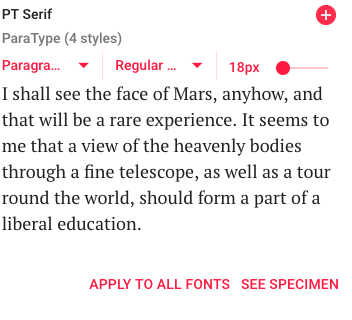 PT Serif
ParaType (4 styles)
Paragra... Regular ... 18px
I shall see the face of Mars, anyhow, and
that will be a rare experience. It seems to
me that a view of the heavenly bodies
through a fine telescope, as well as a tour
round the world, should form a part of a
liberal education.
APPLY TO ALL FONTS SEE SPECIMEN